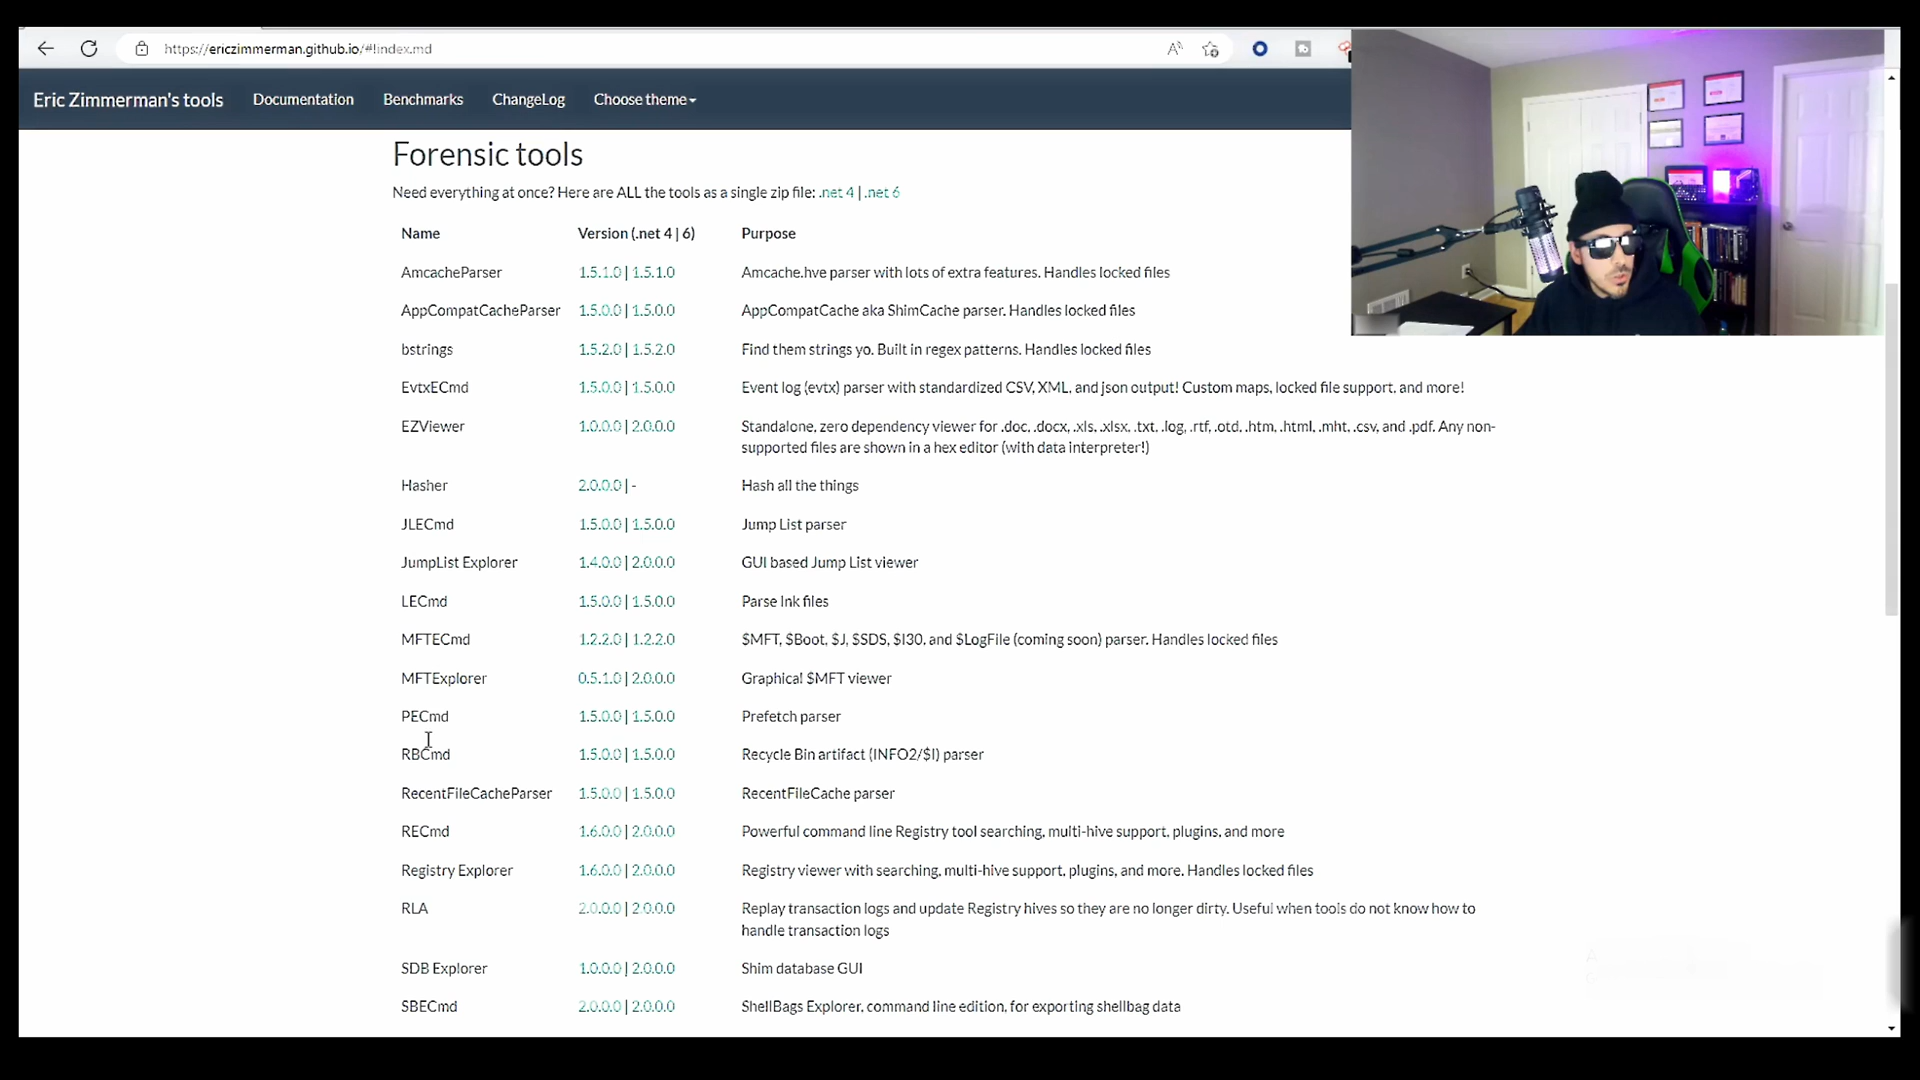 https://ericzimmerman.github.io/#!index.md
Eric Zimmerman's tools Documentation Benchmarks ChangeLog Choose theme
Forensic tools
Need everything at once? Here are ALL the tools as a single zip file: .net 4 | .net 6
Name Version (.net 4 | 6) Purpose
AmcacheParser 1.5.1.0 | 1.5.1.0 Amcache.hve parser with lots of extra features. Handles locked files
AppCompatCacheParser 1.5.0.0 | 1.5.0.0 AppCompatCache aka ShimCache parser. Handles locked files
bstrings 1.5.2.0 | 1.5.2.0 Find them strings yo. Built in regex patterns. Handles locked files
EvtxECmd 1.5.0.0 | 1.5.0.0 Event log (evtx) parser with standardized CSV, XML, and json output! Custom maps, locked file support, and more!
EZViewer 1.0.0.0 | 2.0.0.0 Standalone, zero dependency viewer for .doc, .docx, .xls, .xlsx, .txt, .log, .rtf, .otd, .htm, .html, .mht, .csv, and .pdf. Any non-
supported files are shown in a hex editor (with data interpreter!)
Hasher 2.0.0.0 | - Hash all the things
JLECmd 1.5.0.0 | 1.5.0.0 Jump List parser
JumpList Explorer 1.4.0.0 | 2.0.0.0 GUI based Jump List viewer
LECmd 1.5.0.0 | 1.5.0.0 Parse lnk files
MFTECmd 1.2.2.0 | 1.2.2.0 $MFT, $Boot, $J, $SDS, $I30, and $LogFile (coming soon) parser. Handles locked files
MFTExplorer 0.5.1.0 | 2.0.0.0 Graphical $MFT viewer
PECmd 1.5.0.0 | 1.5.0.0 Prefetch parser
RBCmd 1.5.0.0 | 1.5.0.0 Recycle Bin artifact (INFO2/$I) parser
RecentFileCacheParser 1.5.0.0 | 1.5.0.0 RecentFileCache parser
RECmd 1.6.0.0 | 2.0.0.0 Powerful command line Registry tool searching, multi-hive support, plugins, and more
Registry Explorer 1.6.0.0 | 2.0.0.0 Registry viewer with searching, multi-hive support, plugins, and more. Handles locked files
RLA 2.0.0.0 | 2.0.0.0 Replay transaction logs and update Registry hives so they are no longer dirty. Useful when tools do not know how to
handle transaction logs
SDB Explorer 1.0.0.0 | 2.0.0.0 Shim database GUI
SBECmd 2.0.0.0 | 2.0.0.0 ShellBags Explorer, command line edition, for exporting shellbag data